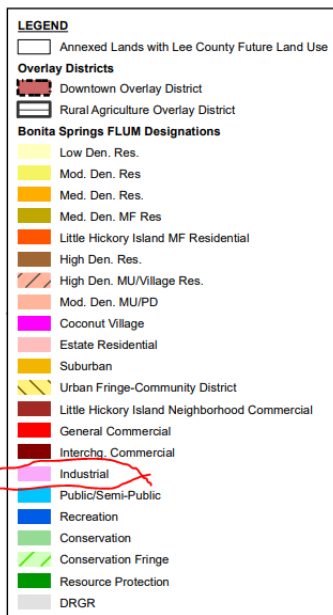 LEGEND
Annexed Lands with Lee County Future Land Use
Overlay Districts
Downtown Overlay District
Rural Agriculture Overlay District
Bonita Springs FLUM Designations
Low Den. Res.
Mod. Den. Res
Med. Den. Res.
Med. Den. MF Res
Little Hickory Island MF Residential
High Den. Res.
High Den. MU/Village Res.
Mod. Den. MU/PD
Coconut Village
Estate Residential
Suburban
Urban Fringe-Community District
Little Hickory Island Neighborhood Commercial
General Commercial
Interchg. Commercial
Industrial
Public/Semi-Public
Recreation
Conservation
Conservation Fringe
Resource Protection
DRGR